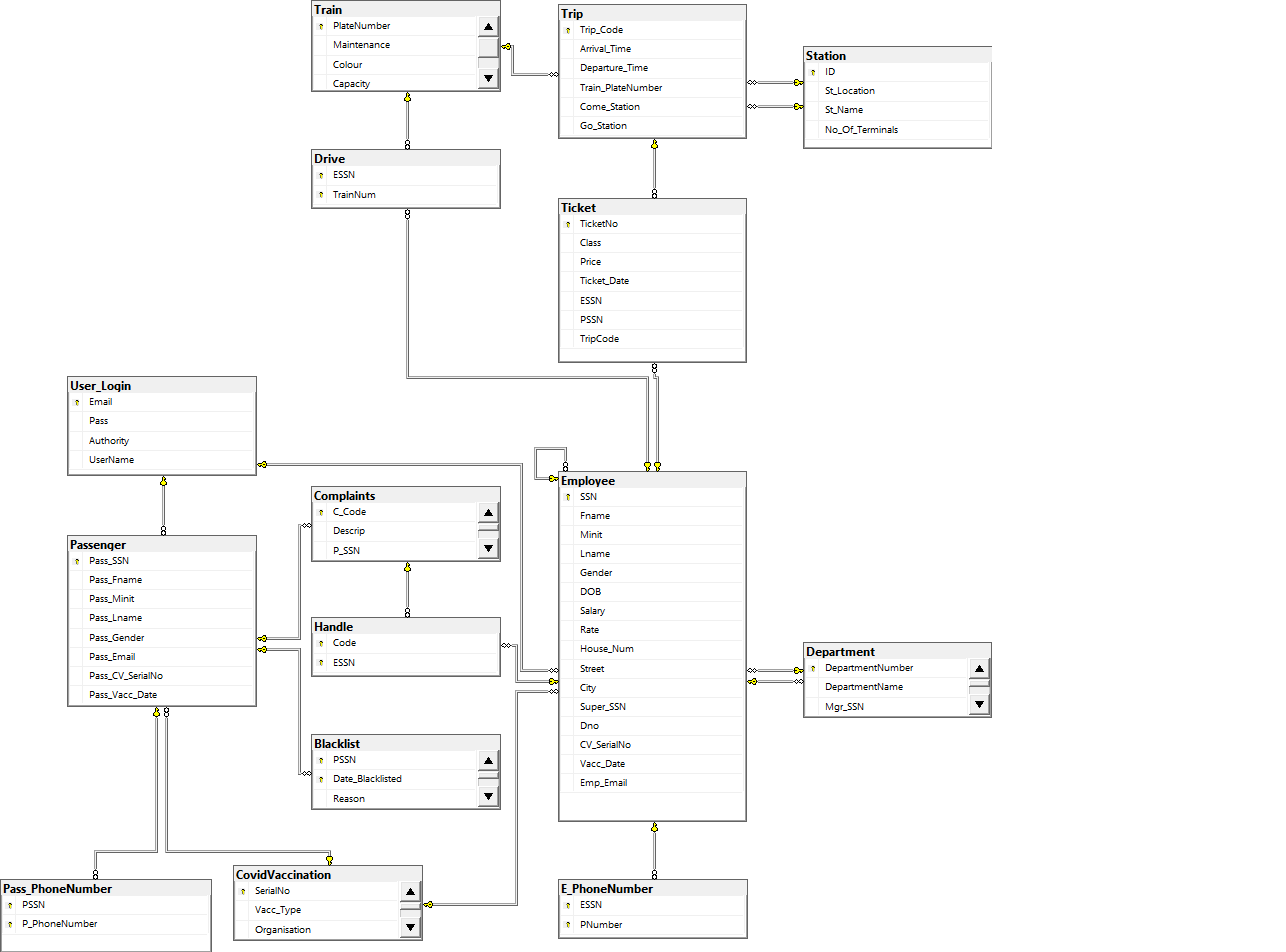 Train
PlateNumber
Maintenance
Colour
Capacity
Trip
Trip_Code
Arrival_Time
Departure_Time
Train_PlateNumber
Come_Station
Go_Station
Station
ID
St_Location
St_Name
No_Of_Terminals
Drive
ESSN
TrainNum
Ticket
TicketNo
Class
Price
Ticket_Date
ESSN
PSSN
TripCode
User_Login
Email
Pass
Authority
UserName
Complaints
C_Code
Descrip
P_SSN
Employee
SSN
Fname
Minit
Lname
Gender
DOB
Salary
Rate
House_Num
Street
City
Super_SSN
Dno
CV_SerialNo
Vacc_Date
Emp_Email
Passenger
Pass_SSN
Pass_Fname
Pass_Minit
Pass_Lname
Pass_Gender
Pass_Email
Pass_CV_SerialNo
Pass_Vacc_Date
Handle
Code
ESSN
Department
DepartmentNumber
DepartmentName
Mgr_SSN
Blacklist
PSSN
Date_Blacklisted
Reason
Pass_PhoneNumber
PSSN
P_PhoneNumber
CovidVaccination
SerialNo
Vacc_Type
Organisation
E_PhoneNumber
ESSN
PNumber